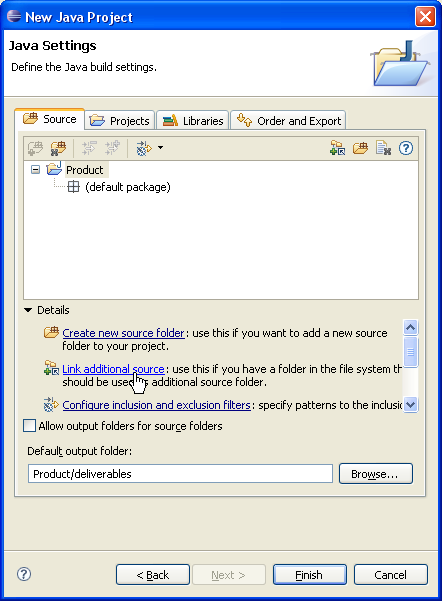 New Java Project
Java Settings
Define the Java build settings.
Source Projects Libraries Order and Export
Product
(default package)
Details
Create new source folder: use this if you want to add a new source
folder to your project.
Link additional source: use this if you have a folder in the file system th
should be used additional source folder.
Configure inclusion and exclusion filters: specify patterns to the inclusio
Allow output folders for source folders
Default output folder:
Product/deliverables
Browse...
< Back Next > Finish Cancel